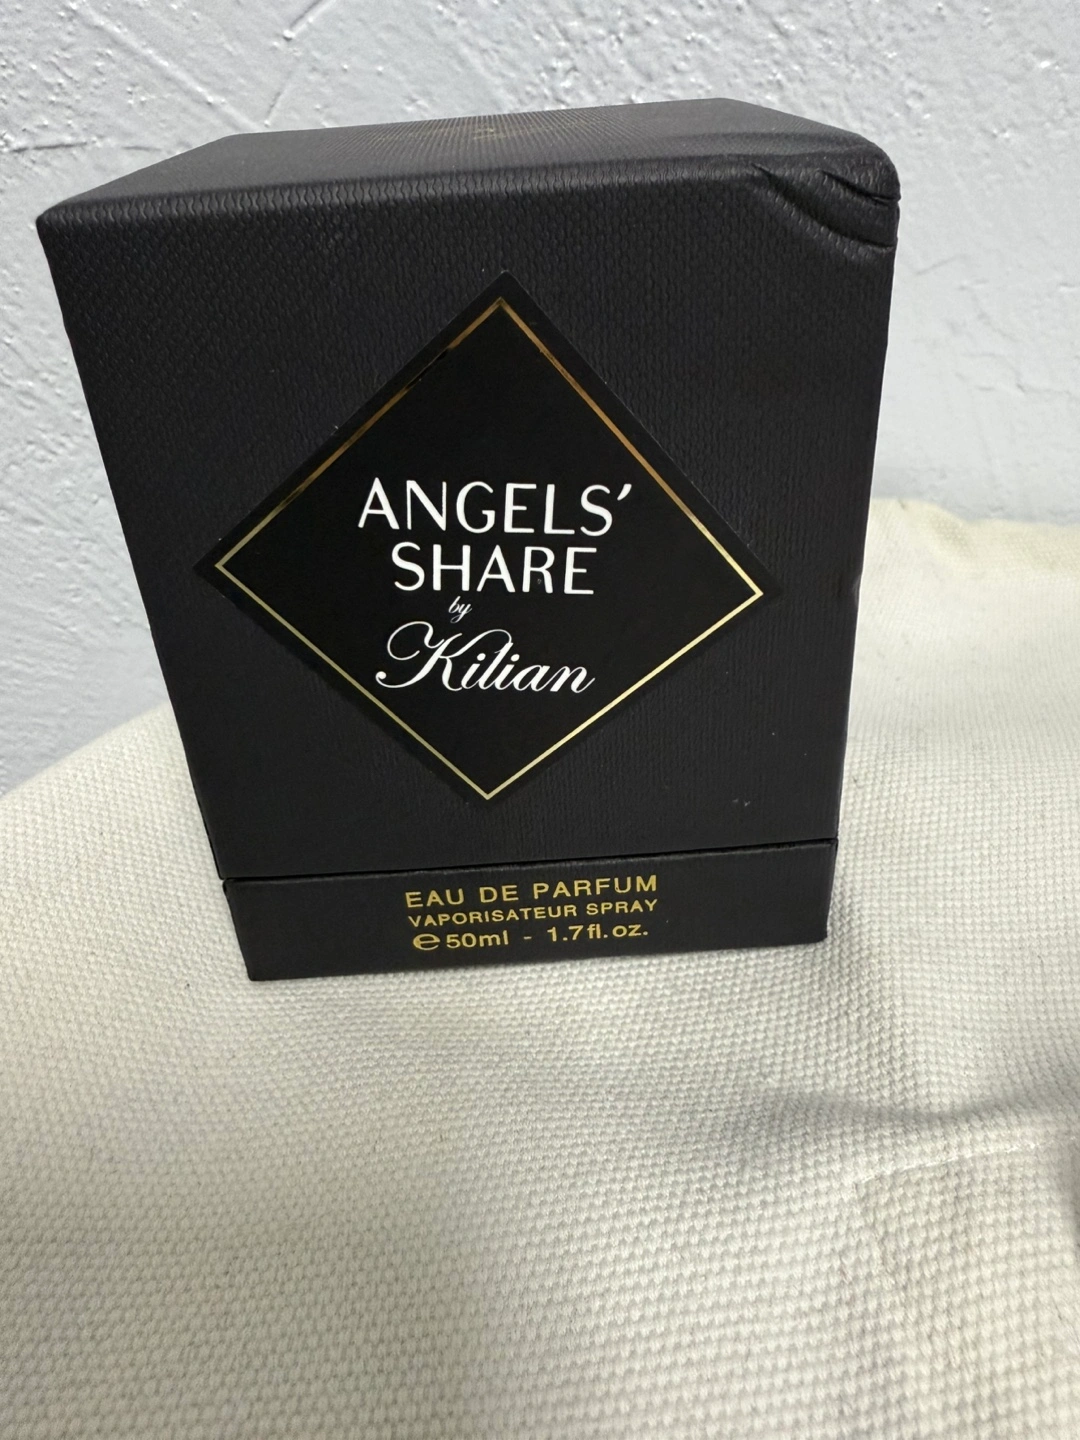 ANGELS’
SHARE
by
Kilian
EAU DE PARFUM
VAPORISATEUR SPRAY
℮50ml - 1.7fl.oz.